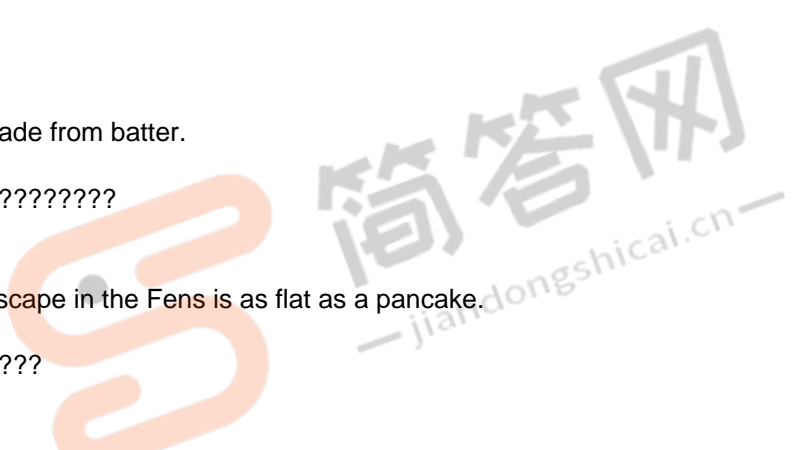 ade from batter.
?????????
scape in the Fens is as flat as a pancake.
???
简答网
jiandongshicai.cn